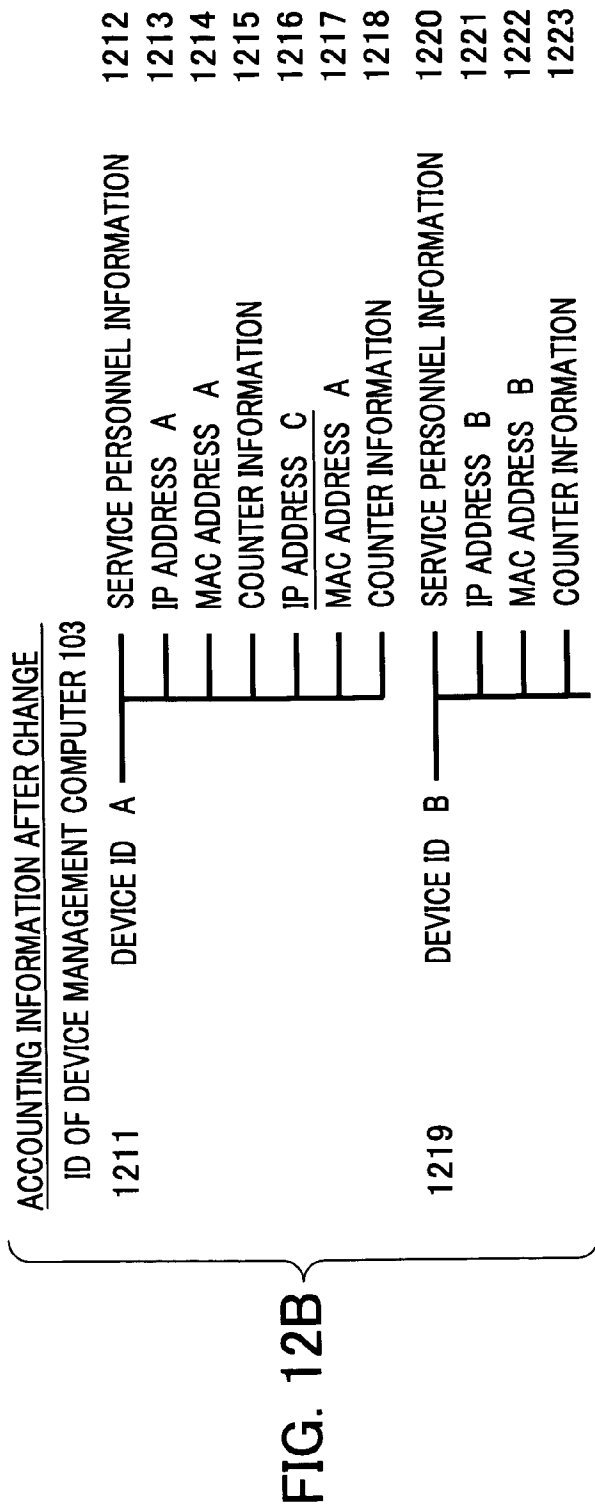 FIG. 12B
ACCOUNTING INFORMATION AFTER CHANGE
ID OF DEVICE MANAGEMENT COMPUTER 103
1211 DEVICE ID A SERVICE PERSONNEL INFORMATION 1212
IP ADDRESS A 1213
MAC ADDRESS A 1214
COUNTER INFORMATION 1215
IP ADDRESS C 1216
MAC ADDRESS A 1217
COUNTER INFORMATION 1218
1219 DEVICE ID B SERVICE PERSONNEL INFORMATION 1220
IP ADDRESS B 1221
MAC ADDRESS B 1222
COUNTER INFORMATION 1223